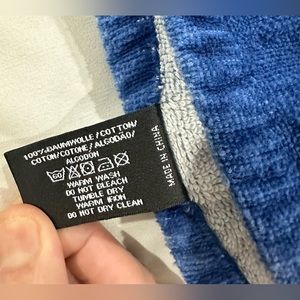 100%BAUMWOLLE/COTTON/
COTON/COTONE/ALGODÃO/
ALGODÓN
WARM WASH
DO NOT BLEACH
TUMBLE DRY
WARM IRON
DO NOT DRY CLEAN
MADE IN CHINA